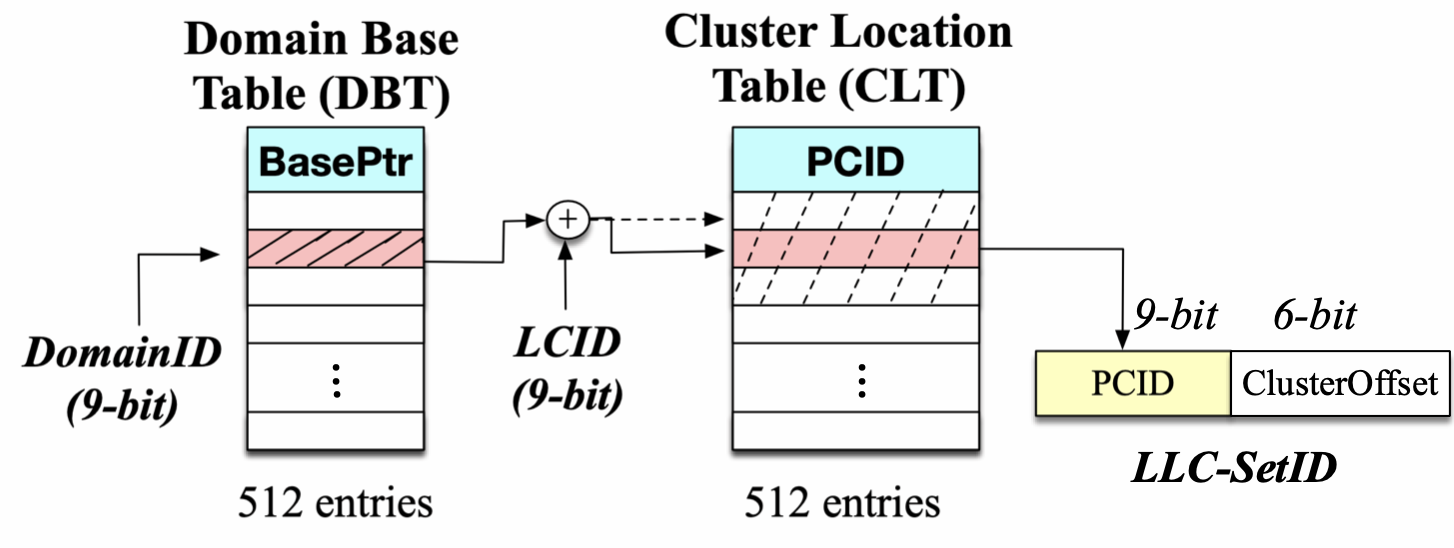 Domain Base
Table (DBT)
Cluster Location
Table (CLT)
BasePtr
PCID
+
DomainID
(9-bit)
LCID
(9-bit)
9-bit
6-bit
PCID
ClusterOffset
LLC-SetID
512 entries
512 entries